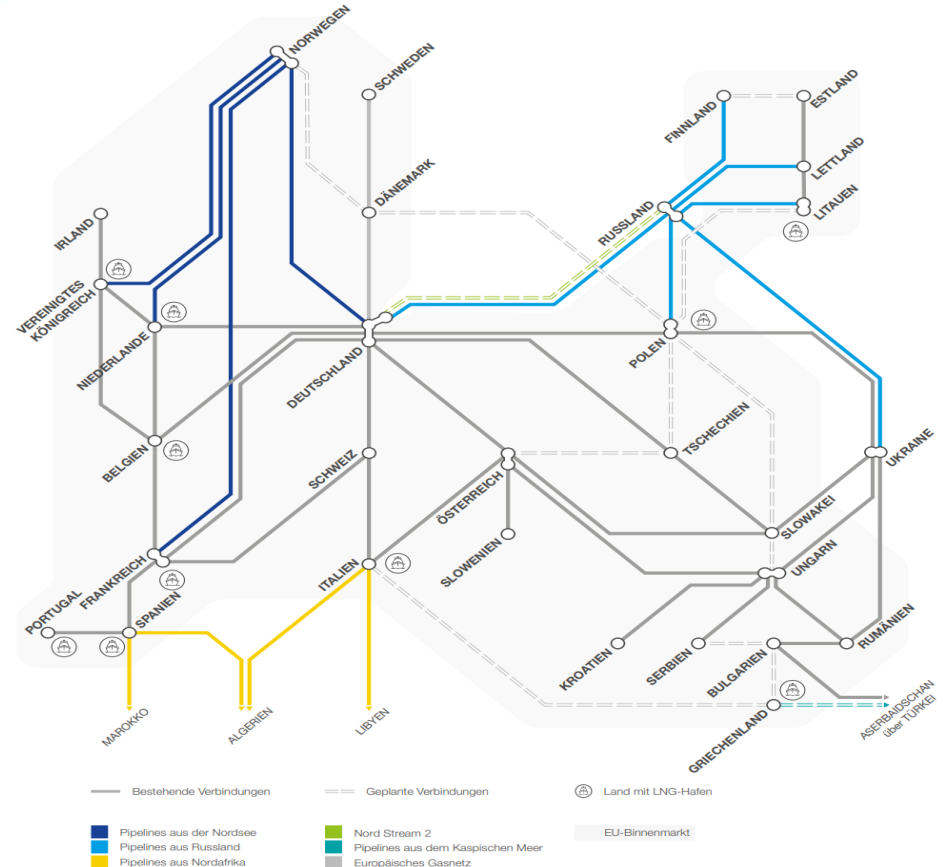 NORWEGEN
SCHWEDEN
FINNLAND
ESTLAND
LETTLAND
LITAUEN
DÄNEMARK
RUSSLAND
IRLAND
VEREINIGTES
KÖNIGREICH
NIEDERLANDE
DEUTSCHLAND
POLEN
BELGIEN
SCHWEIZ
ÖSTERREICH
TSCHECHIEN
UKRAINE
SLOWAKEI
FRANKREICH
ITALIEN
SLOWENIEN
UNGARN
PORTUGAL
SPANIEN
KROATIEN
SERBIEN
BULGARIEN
RUMÄNIEN
GRIECHENLAND
MAROKKO
ALGERIEN
LIBYEN
ASERBAIDSCHAN
über TÜRKEI
Bestehende Verbindungen
Geplante Verbindungen
Land mit LNG-Hafen
Pipelines aus der Nordsee
Pipelines aus Russland
Pipelines aus Nordafrika
Nord Stream 2
Pipelines aus dem Kaspischen Meer
Europäisches Gasnetz
EU-Binnenmarkt